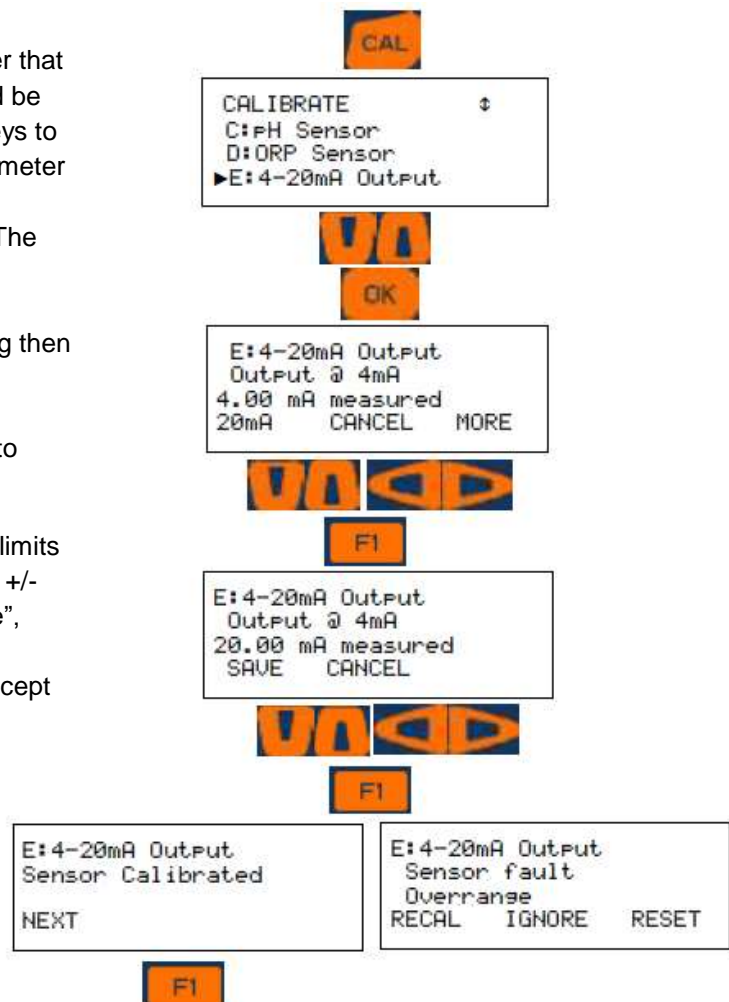 er that
d be
eys to
meter
The
g then
to
limits
+/-
e”,
cept
CAL
CALIBRATE ↕
C:pH Sensor
D:ORP Sensor
►E:4-20mA Output
OK
E:4-20mA Output
Output @ 4mA
4.00 mA measured
20mA CANCEL MORE
F1
E:4-20mA Output
Output @ 4mA
20.00 mA measured
SAVE CANCEL
F1
E:4-20mA Output
Sensor Calibrated
NEXT
E:4-20mA Output
Sensor fault
Overrange
RECAL IGNORE RESET
F1